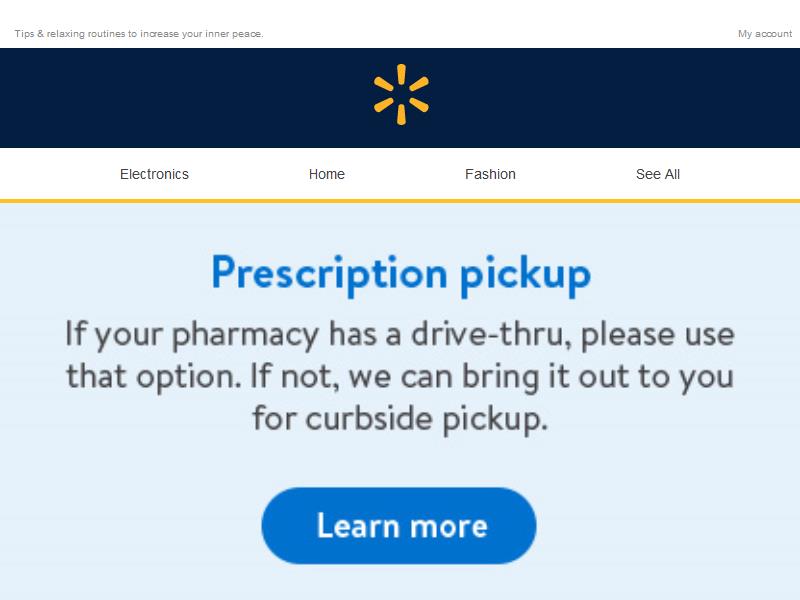 Tips & relaxing routines to increase your inner peace.
My account
Electronics
Home
Fashion
See All
Prescription pickup
If your pharmacy has a drive-thru, please use
that option. If not, we can bring it out to you
for curbside pickup.
Learn more